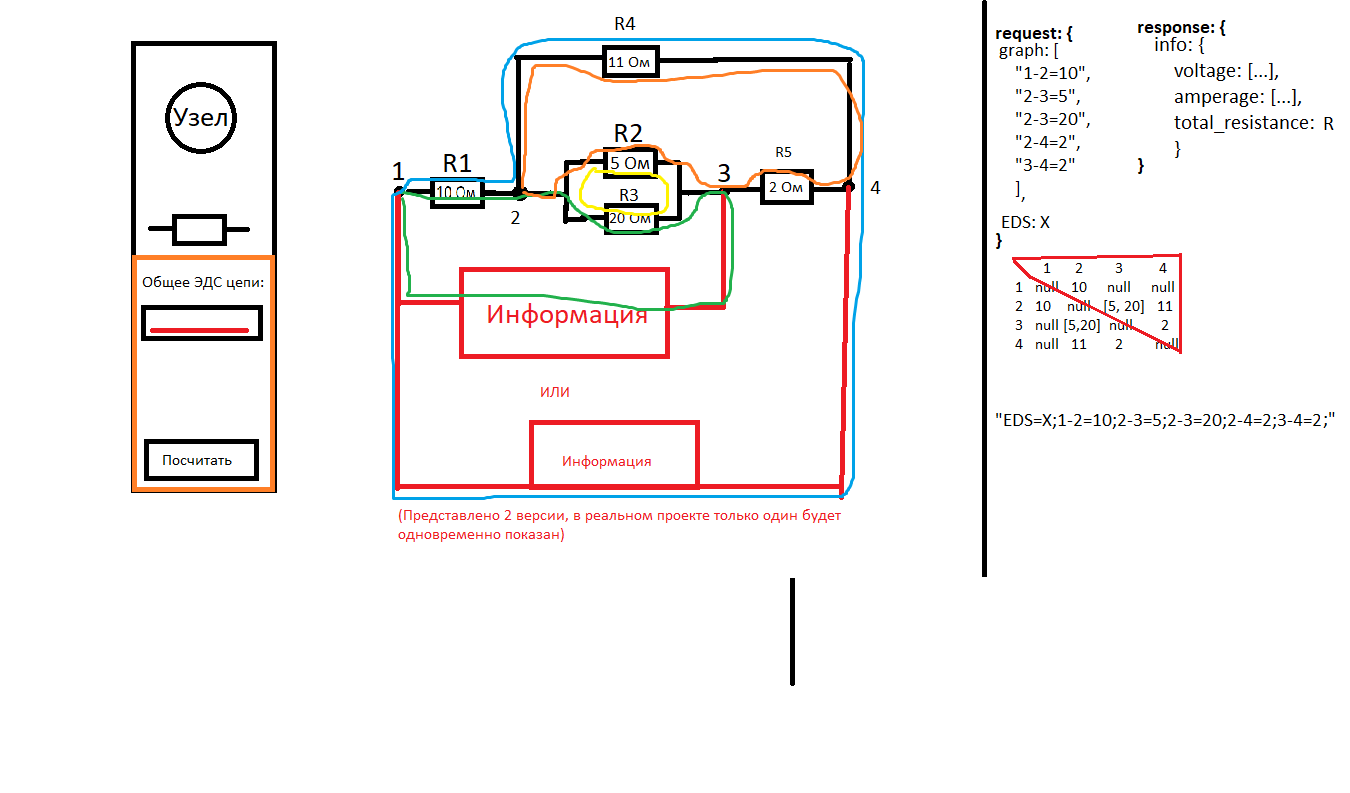 Узел
Общее ЭДС цепи:
Посчитать
R4
11 Ом
R2
5 Ом
R1
1
10 Ом
2
R3
20 Ом
3
R5
2 Ом
4
Информация
или
Информация
(Представлено 2 версии, в реальном проекте только один будет
одновременно показан)
request: {
graph: [
"1-2=10",
"2-3=5",
"2-3=20",
"2-4=2",
"3-4=2"
],
EDS: X
}
response: {
info: {
voltage: [...],
amperage: [...],
total_resistance: R
}
}
1 2 3 4
1 null 10 null null
2 10 null [5, 20] 11
3 null [5,20] null 2
4 null 11 2 null
"EDS=X;1-2=10;2-3=5;2-3=20;2-4=2;3-4=2;"